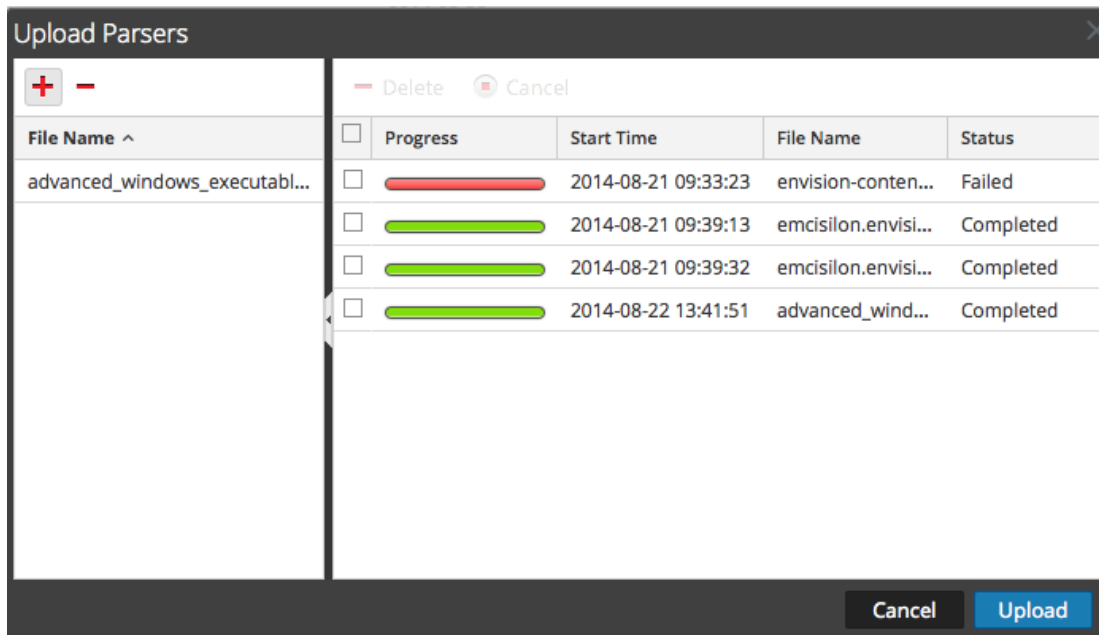 Upload Parsers
Delete Cancel
File Name
advanced_windows_executabl...
Progress Start Time File Name Status
2014-08-21 09:33:23 envision-conten... Failed
2014-08-21 09:39:13 emcisilon.envisi... Completed
2014-08-21 09:39:32 emcisilon.envisi... Completed
2014-08-22 13:41:51 advanced_wind... Completed
Cancel Upload